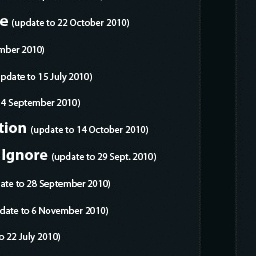 e (update to 22 October 2010)
mber 2010)
pdate to 15 July 2010)
4 September 2010)
tion (update to 14 October 2010)
Ignore (update to 29 Sept. 2010)
ate to 28 September 2010)
date to 6 November 2010)
o 22 July 2010)